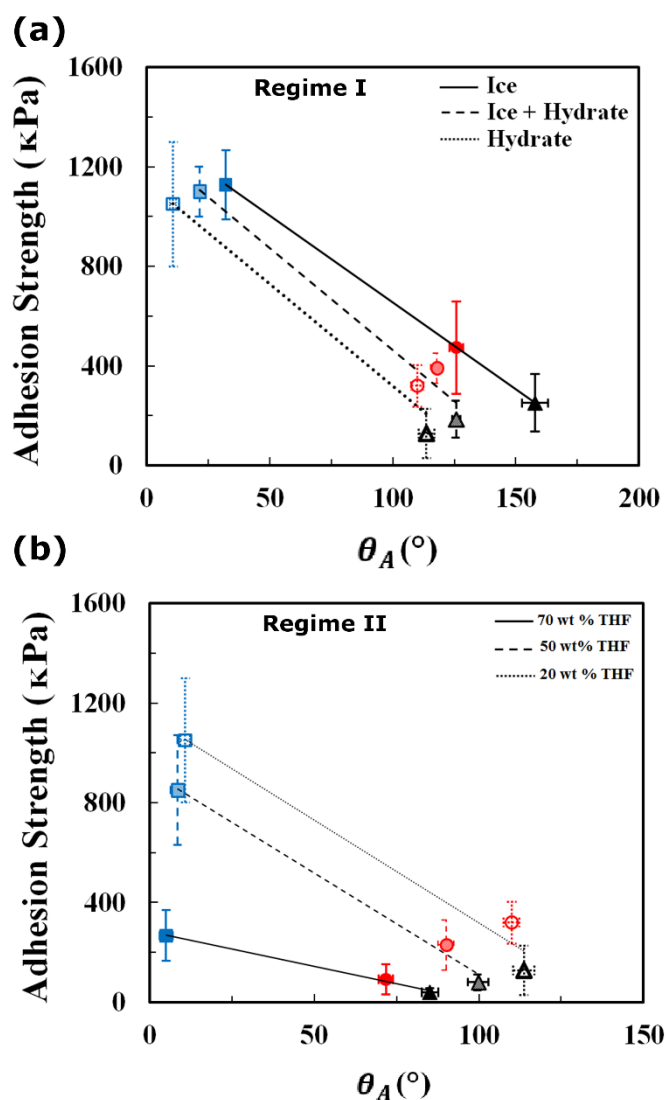 (a)
Adhesion Strength (κPa)
1600
1200
800
400
0
Regime I
Ice
Ice + Hydrate
Hydrate
0 50 100 150 200
θA (°)
(b)
Adhesion Strength (κPa)
1600
1200
800
400
0
Regime II
70 wt % THF
50 wt% THF
20 wt % THF
0 50 100 150
θA (°)